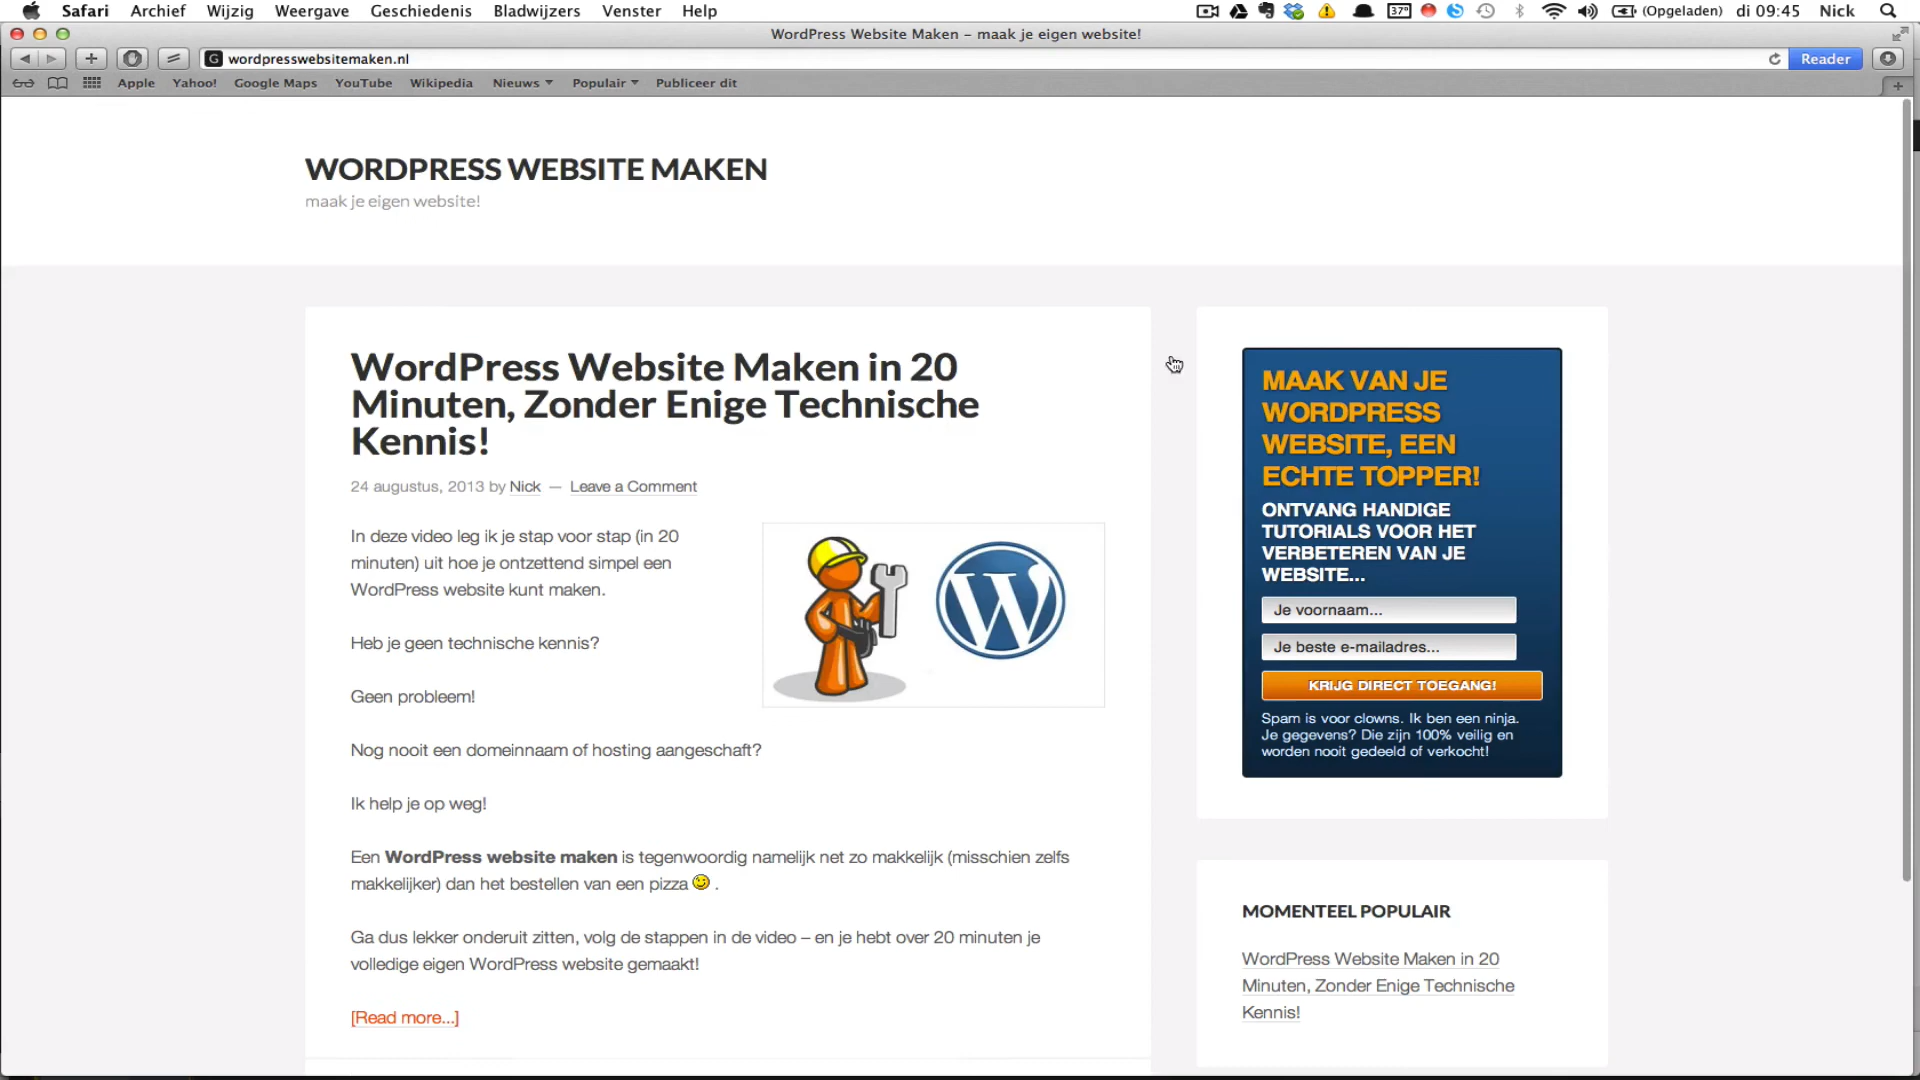 Safari Archief Wijzig Weergave Geschiedenis Bladwijzers Venster Help 37° (Opgeladen) di 09:45 Nick
WordPress Website Maken – maak je eigen website!
G wordpresswebsitemaken.nl Reader
Apple Yahoo! Google Maps YouTube Wikipedia Nieuws Populair Publiceer dit
WORDPRESS WEBSITE MAKEN
maak je eigen website!
WordPress Website Maken in 20
Minuten, Zonder Enige Technische
Kennis!
24 augustus, 2013 by Nick — Leave a Comment
In deze video leg ik je stap voor stap (in 20
minuten) uit hoe je ontzettend simpel een
WordPress website kunt maken.
Heb je geen technische kennis?
Geen probleem!
Nog nooit een domeinnaam of hosting aangeschaft?
Ik help je op weg!
Een WordPress website maken is tegenwoordig namelijk net zo makkelijk (misschien zelfs
makkelijker) dan het bestellen van een pizza .
Ga dus lekker onderuit zitten, volg de stappen in de video – en je hebt over 20 minuten je
volledige eigen WordPress website gemaakt!
[Read more...]
W
MAAK VAN JE
WORDPRESS
WEBSITE, EEN
ECHTE TOPPER!
ONTVANG HANDIGE
TUTORIALS VOOR HET
VERBETEREN VAN JE
WEBSITE...
Je voornaam...
Je beste e-mailadres...
KRIJG DIRECT TOEGANG!
Spam is voor clowns. Ik ben een ninja.
Je gegevens? Die zijn 100% veilig en
worden nooit gedeeld of verkocht!
MOMENTEEL POPULAIR
WordPress Website Maken in 20
Minuten, Zonder Enige Technische
Kennis!